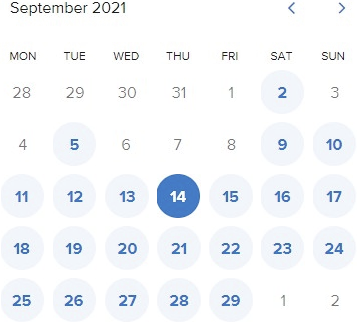 September 2021
MON TUE WED THU FRI SAT SUN
28 29 30 31 1 2 3
4 5 6 7 8 9 10
11 12 13 14 15 16 17
18 19 20 21 22 23 24
25 26 27 28 29 1 2